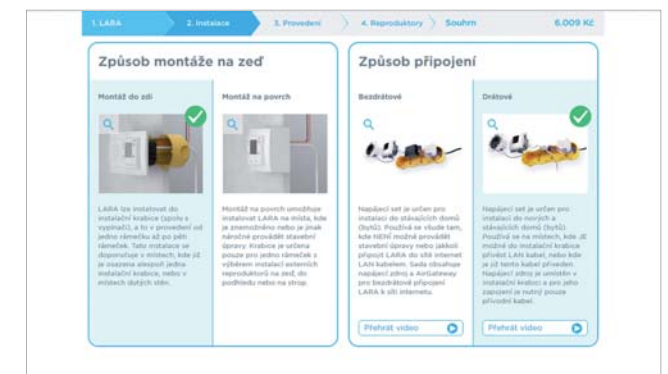 1. LARA
2. Instalace
3. Provedení
4. Reproduktory
Souhrn
6.009 Kč
Způsob montáže na zeď
Způsob připojení
Montáž do zdi
Montáž na povrch
Bezdrátové
Drátové
LARA lze instalovat do
instalační krabice (spolu s
vypínači), a to v provedení od
jedno rámečku až po pěti
rámeček. Tato instalace se
doporučuje v místech, kde již
je osazena alespoň jedna
instalační krabice, nebo v
místech dutých stěn.
Montáž na povrch umožňuje
instalovat LARA na místa, kde
je znemožněno nebo je jinak
náročné provádět stavební
úpravy. Krabice je určena
pouze pro jedno rámeček s
výběrem instalací externích
reproduktorů na zeď, do
podhledu nebo na strop.
Napájecí set je určen pro
instalaci do stávajících domů
(bytů). Používá se všude tam,
kde NENÍ možné provádět
stavební úpravy nebo jakkoli
připojit LARA do sítě internet
LAN kabelem. Sada obsahuje
napájecí zdroj a AirGateway
pro bezdrátové připojení
LARA k síti internetu.
Napájecí set je určen pro
instalaci do nových a
stávajících domů (bytů)
Používá se na místech, kde JE
možné do instalační krabice
přivést LAN kabel, nebo kde
je již tento kabel přiveden.
Napájecí zdroj je umístěn v
instalační krabici a pro jeho
zapojení je nutný pouze
přívodní kabel.
Přehrát video
Přehrát video